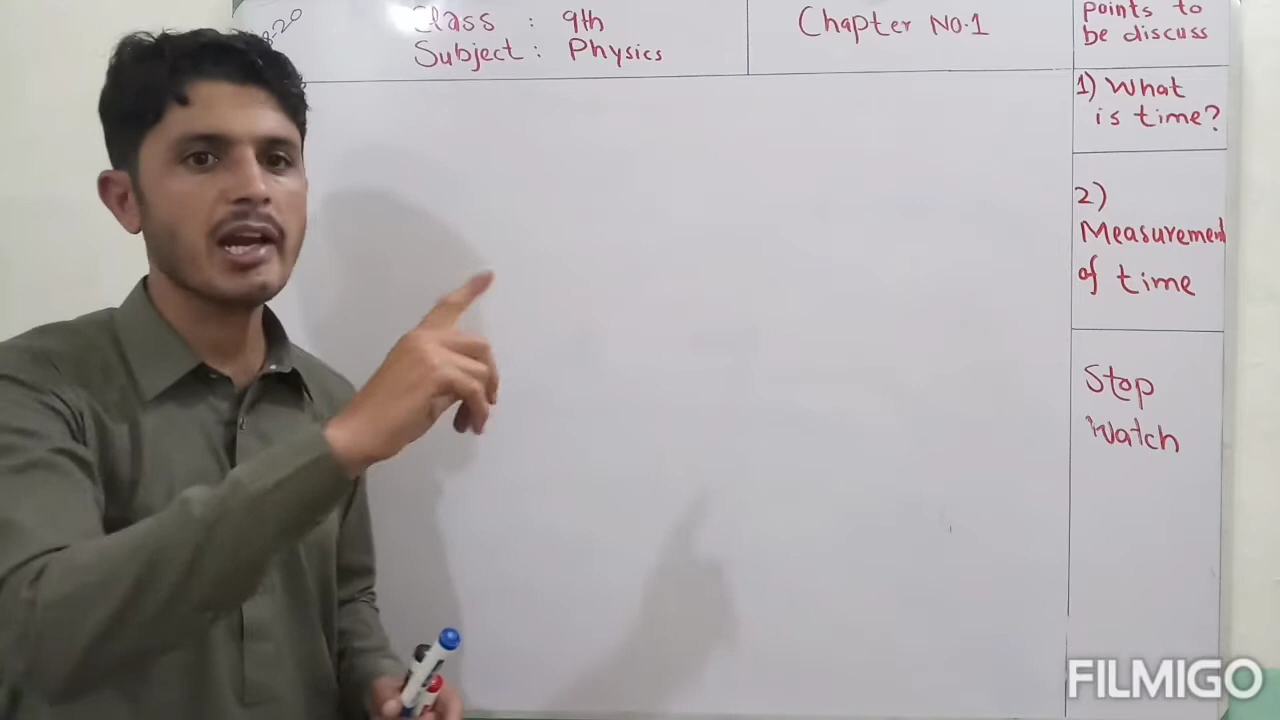 Class : 9th
Subject : Physics
Chapter No.1
points to
be discuss
1) What
is time?
2)
Measurement
of time
Stop
Watch
FILMIGO